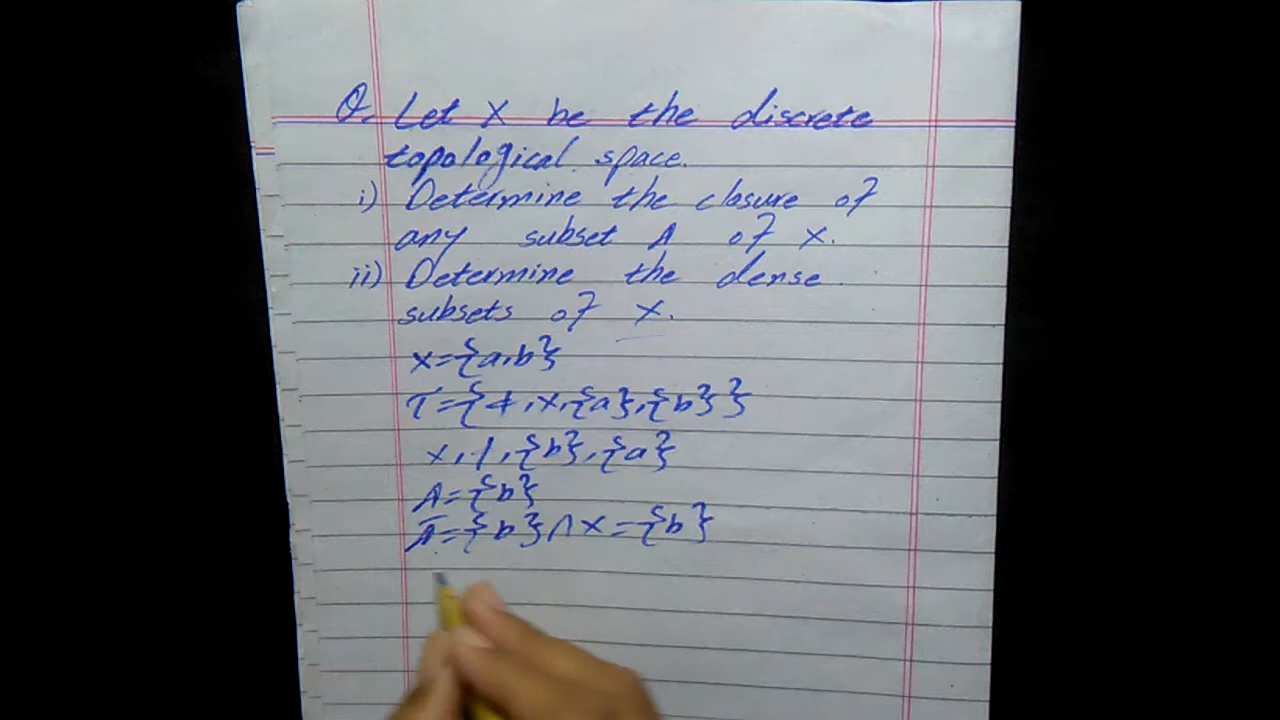 Q. Let X be the discrete
topological space.
i) Determine the closure of
any subset A of X.
ii) Determine the dense
subsets of X.
X={a,b}
τ={ϕ,X,{a},{b}}
X,ϕ,{b},{a}
A={b}
A̅={b}∩X={b}